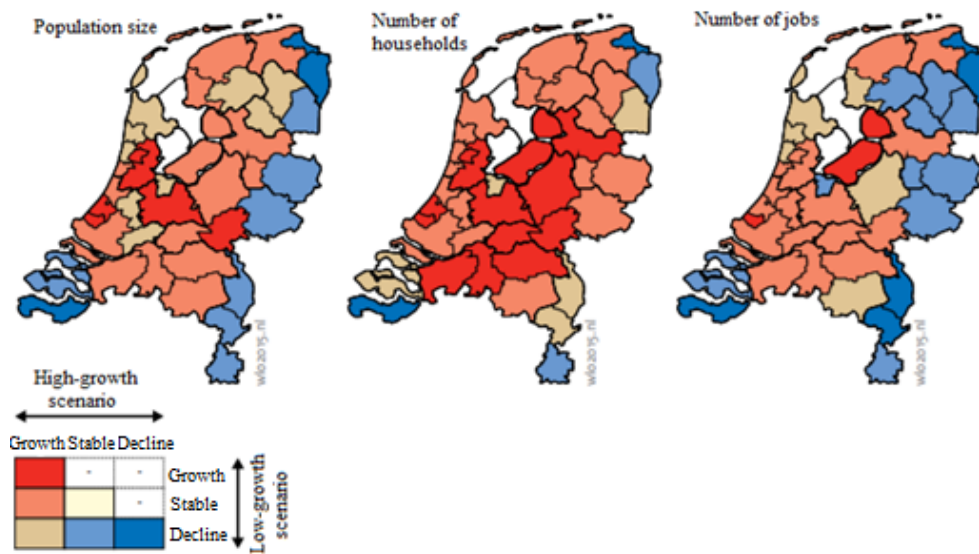 Population size
Number of
households
Number of jobs
wlo2015.nl
wlo2015.nl
wlo2015.nl
High-growth
scenario
Growth Stable Decline
- - Growth
- Stable
Decline
Low-growth
scenario